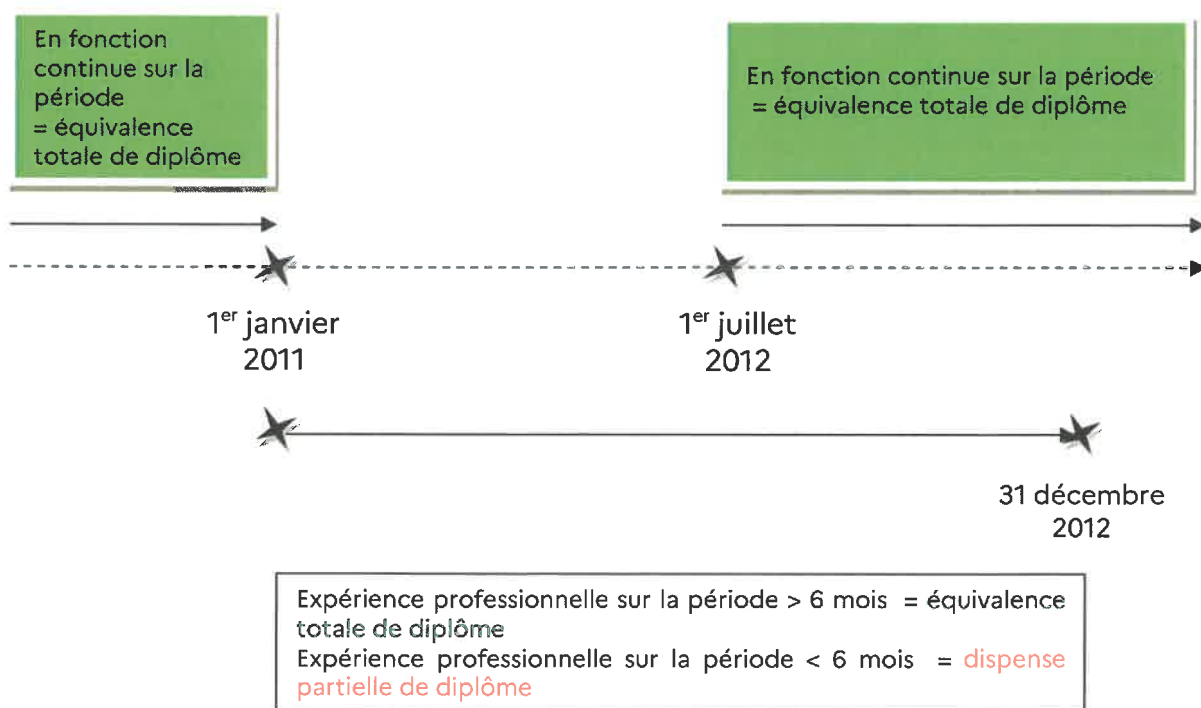 En fonction
continue sur la
période
= équivalence
totale de diplôme
En fonction continue sur la période
= équivalence totale de diplôme
1er janvier
2011
1er juillet
2012
31 décembre
2012
Expérience professionnelle sur la période > 6 mois = équivalence
totale de diplôme
Expérience professionnelle sur la période < 6 mois = dispense
partielle de diplôme